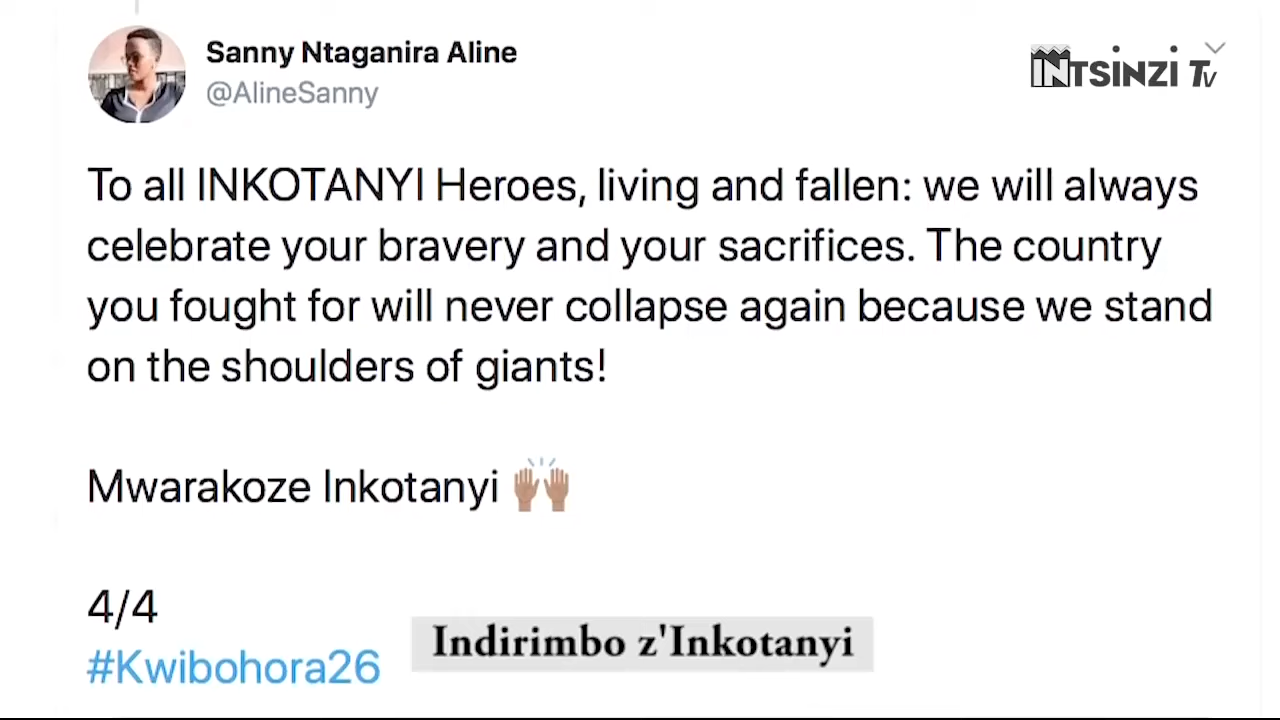 Sanny Ntaganira Aline
@AlineSanny
INTSINZI TV
To all INKOTANYI Heroes, living and fallen: we will always
celebrate your bravery and your sacrifices. The country
you fought for will never collapse again because we stand
on the shoulders of giants!
Mwarakoze Inkotanyi 🙌🏽
4/4
#Kwibohora26
Indirimbo z'Inkotanyi